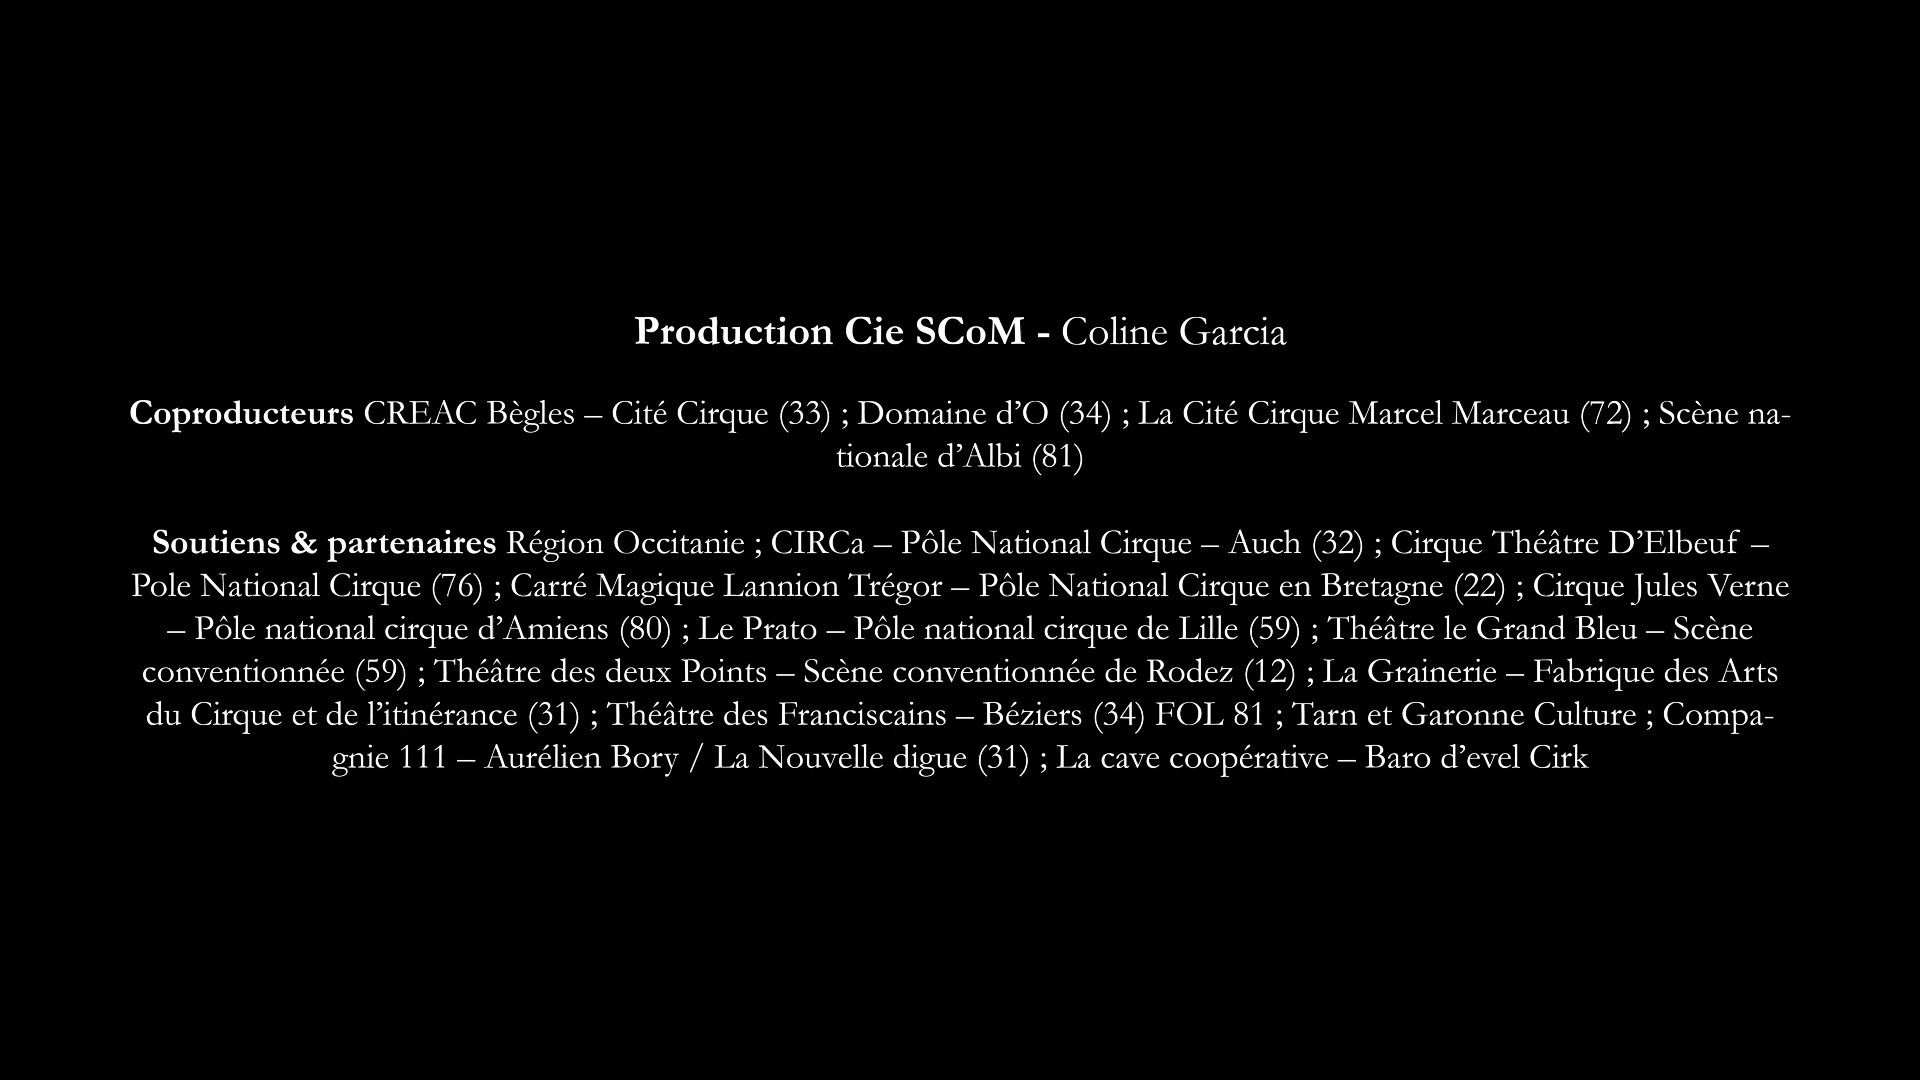 Production Cie SCoM - Coline Garcia
Coproducteurs CREAC Bègles – Cité Cirque (33) ; Domaine d’O (34) ; La Cité Cirque Marcel Marceau (72) ; Scène na-
tionale d’Albi (81)
Soutiens & partenaires Région Occitanie ; CIRCa – Pôle National Cirque – Auch (32) ; Cirque Théâtre D’Elbeuf –
Pole National Cirque (76) ; Carré Magique Lannion Trégor – Pôle National Cirque en Bretagne (22) ; Cirque Jules Verne
– Pôle national cirque d’Amiens (80) ; Le Prato – Pôle national cirque de Lille (59) ; Théâtre le Grand Bleu – Scène
conventionnée (59) ; Théâtre des deux Points – Scène conventionnée de Rodez (12) ; La Grainerie – Fabrique des Arts
du Cirque et de l’itinérance (31) ; Théâtre des Franciscains – Béziers (34) FOL 81 ; Tarn et Garonne Culture ; Compa-
gnie 111 – Aurélien Bory / La Nouvelle digue (31) ; La cave coopérative – Baro d’evel Cirk